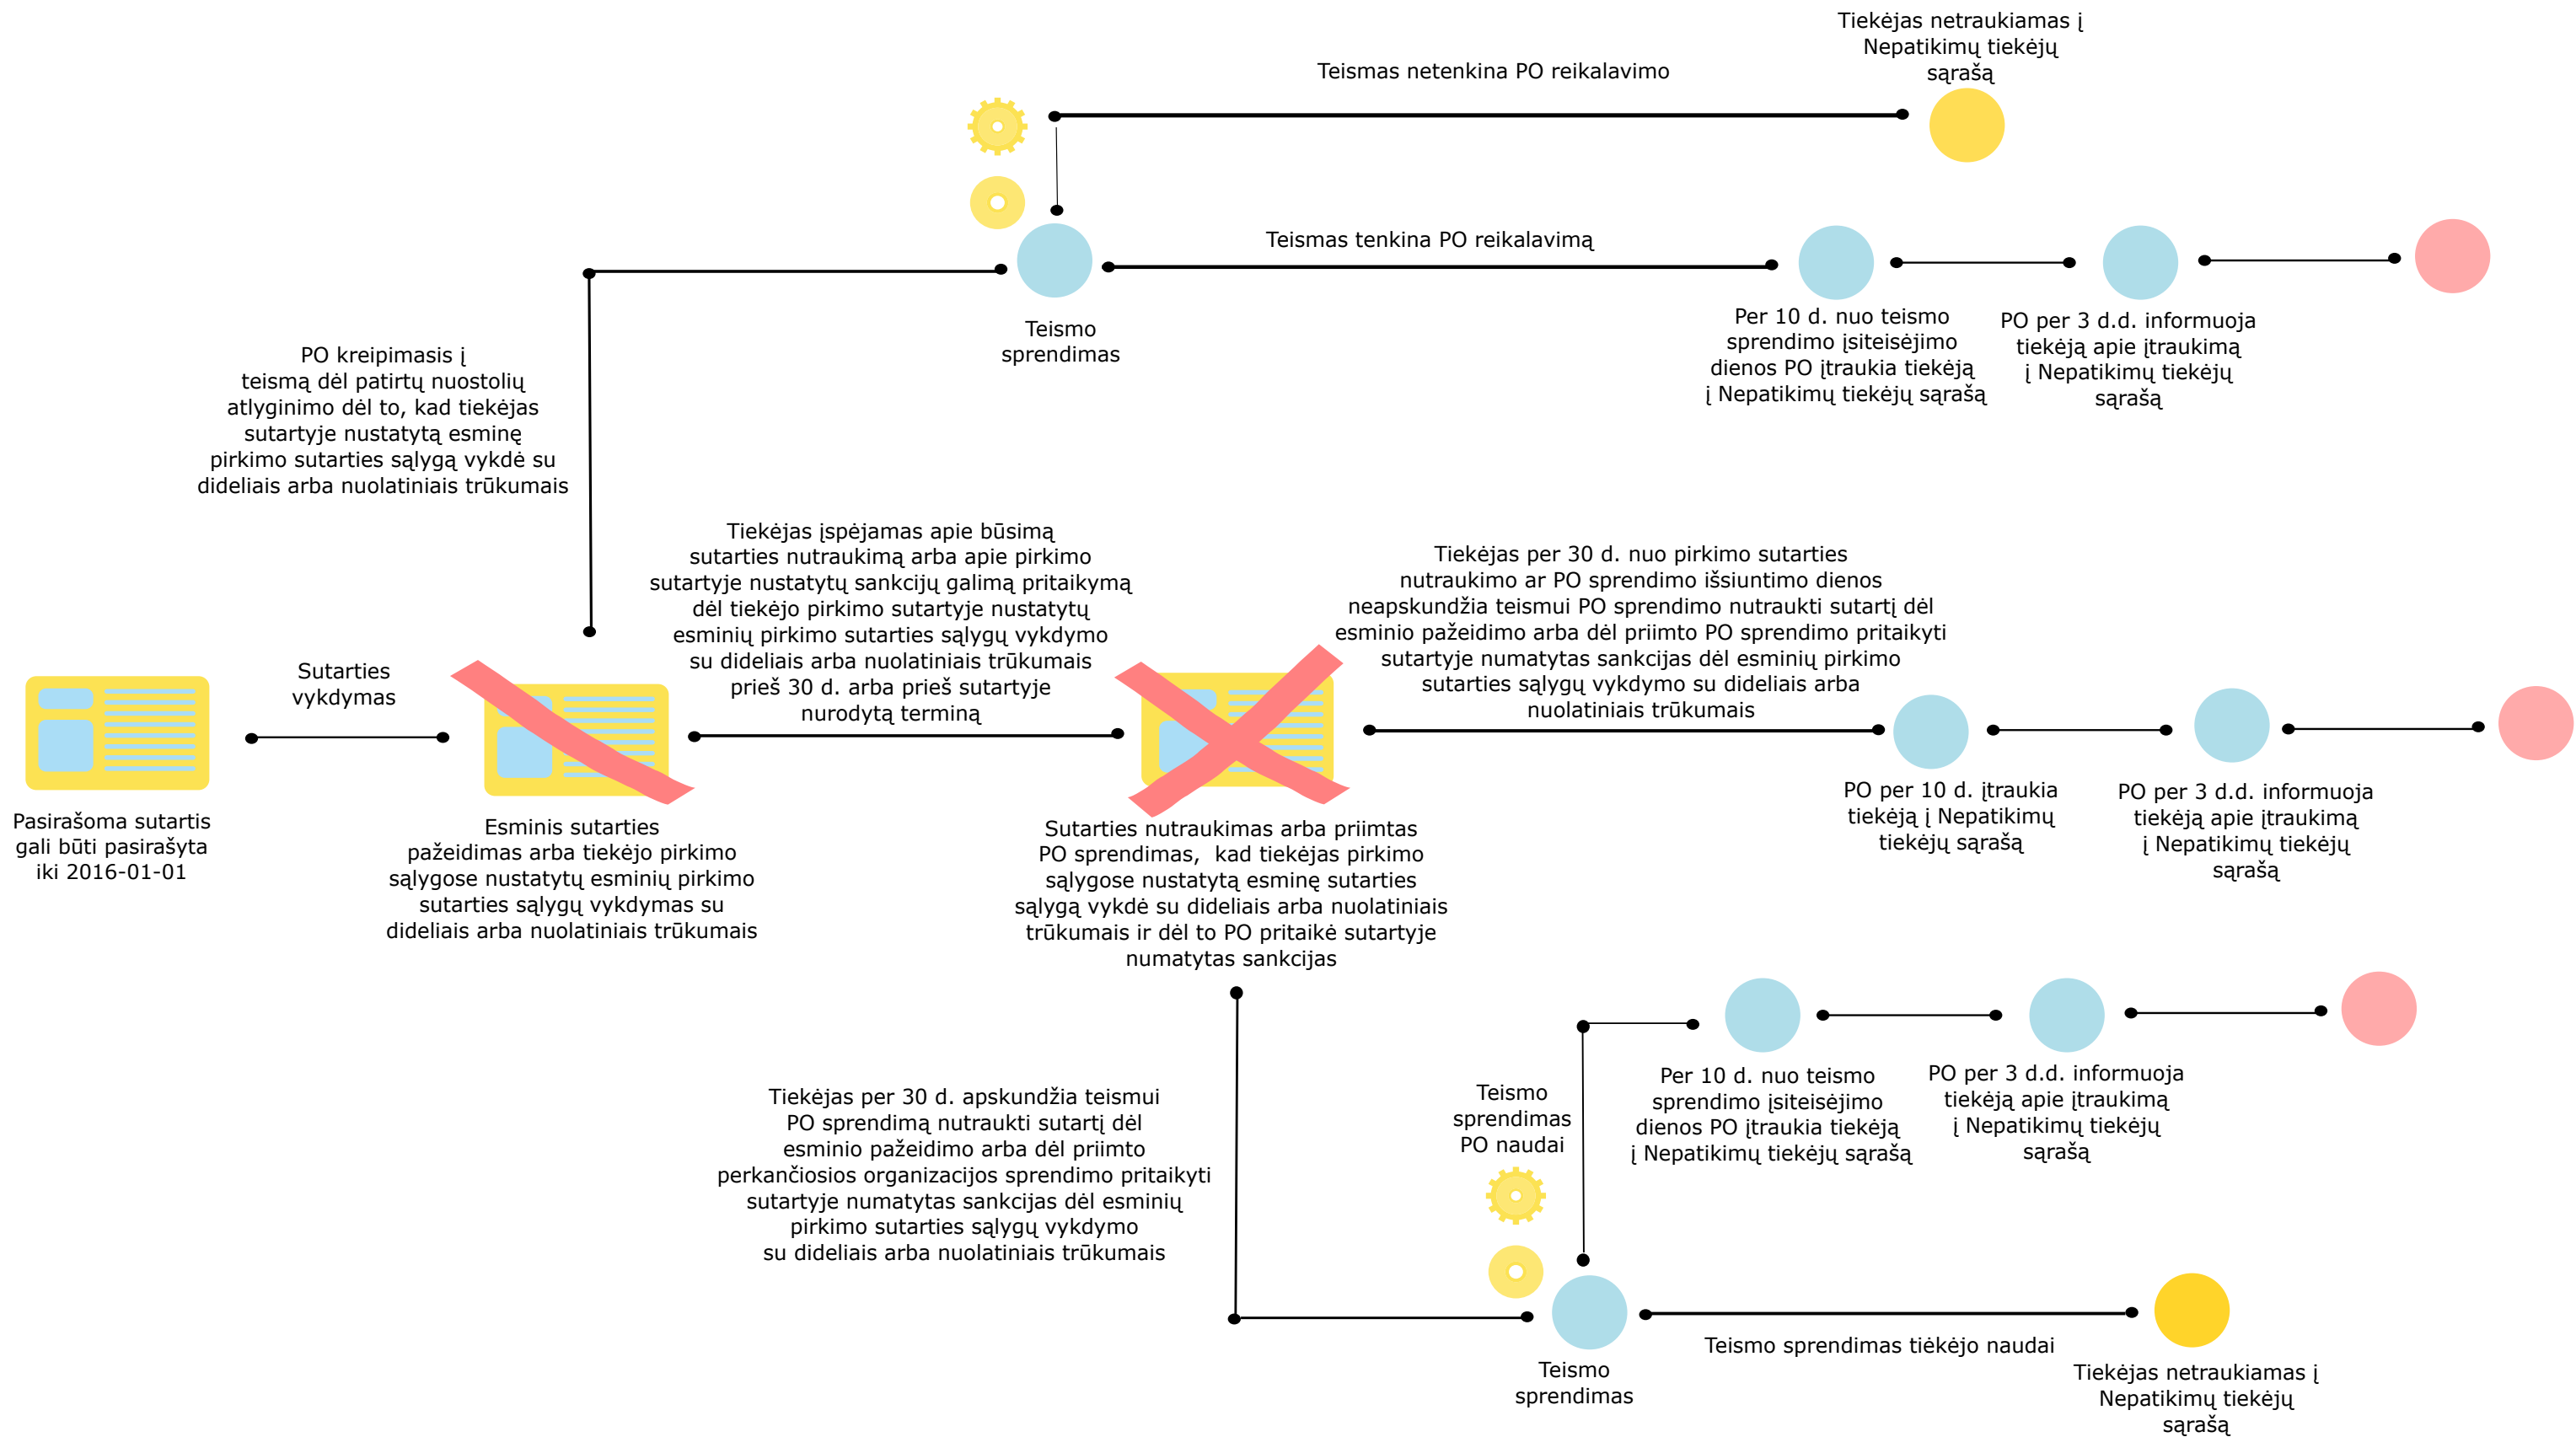 Tiekėjas netraukiamas į
Nepatikimų tiekėjų
sąrašą
Teismas netenkina PO reikalavimo
Teismas tenkina PO reikalavimą
Teismo
sprendimas
Per 10 d. nuo teismo
sprendimo įsiteisėjimo
dienos PO įtraukia tiekėją
į Nepatikimų tiekėjų sąrašą
PO per 3 d.d. informuoja
tiekėją apie įtraukimą
į Nepatikimų tiekėjų
sąrašą
PO kreipimasis į
teismą dėl patirtų nuostolių
atlyginimo dėl to, kad tiekėjas
sutartyje nustatytą esminę
pirkimo sutarties sąlygą vykdė su
dideliais arba nuolatiniais trūkumais
Tiekėjas įspėjamas apie būsimą
sutarties nutraukimą arba apie pirkimo
sutartyje nustatytų sankcijų galimą pritaikymą
dėl tiekėjo pirkimo sutartyje nustatytų
esminių pirkimo sutarties sąlygų vykdymo
su dideliais arba nuolatiniais trūkumais
prieš 30 d. arba prieš sutartyje
nurodytą terminą
Tiekėjas per 30 d. nuo pirkimo sutarties
nutraukimo ar PO sprendimo išsiuntimo dienos
neapskundžia teismui PO sprendimo nutraukti sutartį dėl
esminio pažeidimo arba dėl priimto PO sprendimo pritaikyti
sutartyje numatytas sankcijas dėl esminių pirkimo
sutarties sąlygų vykdymo su dideliais arba
nuolatiniais trūkumais
Sutarties
vykdymas
Pasirašoma sutartis
gali būti pasirašyta
iki 2016-01-01
Esminis sutarties
pažeidimas arba tiekėjo pirkimo
sąlygose nustatytų esminių pirkimo
sutarties sąlygų vykdymas su
dideliais arba nuolatiniais trūkumais
Sutarties nutraukimas arba priimtas
PO sprendimas,  kad tiekėjas pirkimo
sąlygose nustatytą esminę sutarties
sąlygą vykdė su dideliais arba nuolatiniais
trūkumais ir dėl to PO pritaikė sutartyje
numatytas sankcijas
PO per 10 d. įtraukia
tiekėją į Nepatikimų
tiekėjų sąrašą
PO per 3 d.d. informuoja
tiekėją apie įtraukimą
į Nepatikimų tiekėjų
sąrašą
Tiekėjas per 30 d. apskundžia teismui
PO sprendimą nutraukti sutartį dėl
esminio pažeidimo arba dėl priimto
perkančiosios organizacijos sprendimo pritaikyti
sutartyje numatytas sankcijas dėl esminių
pirkimo sutarties sąlygų vykdymo
su dideliais arba nuolatiniais trūkumais
Teismo
sprendimas
PO naudai
Per 10 d. nuo teismo
sprendimo įsiteisėjimo
dienos PO įtraukia tiekėją
į Nepatikimų tiekėjų sąrašą
PO per 3 d.d. informuoja
tiekėją apie įtraukimą
į Nepatikimų tiekėjų
sąrašą
Teismo
sprendimas
Teismo sprendimas tiėkėjo naudai
Tiekėjas netraukiamas į
Nepatikimų tiekėjų
sąrašą